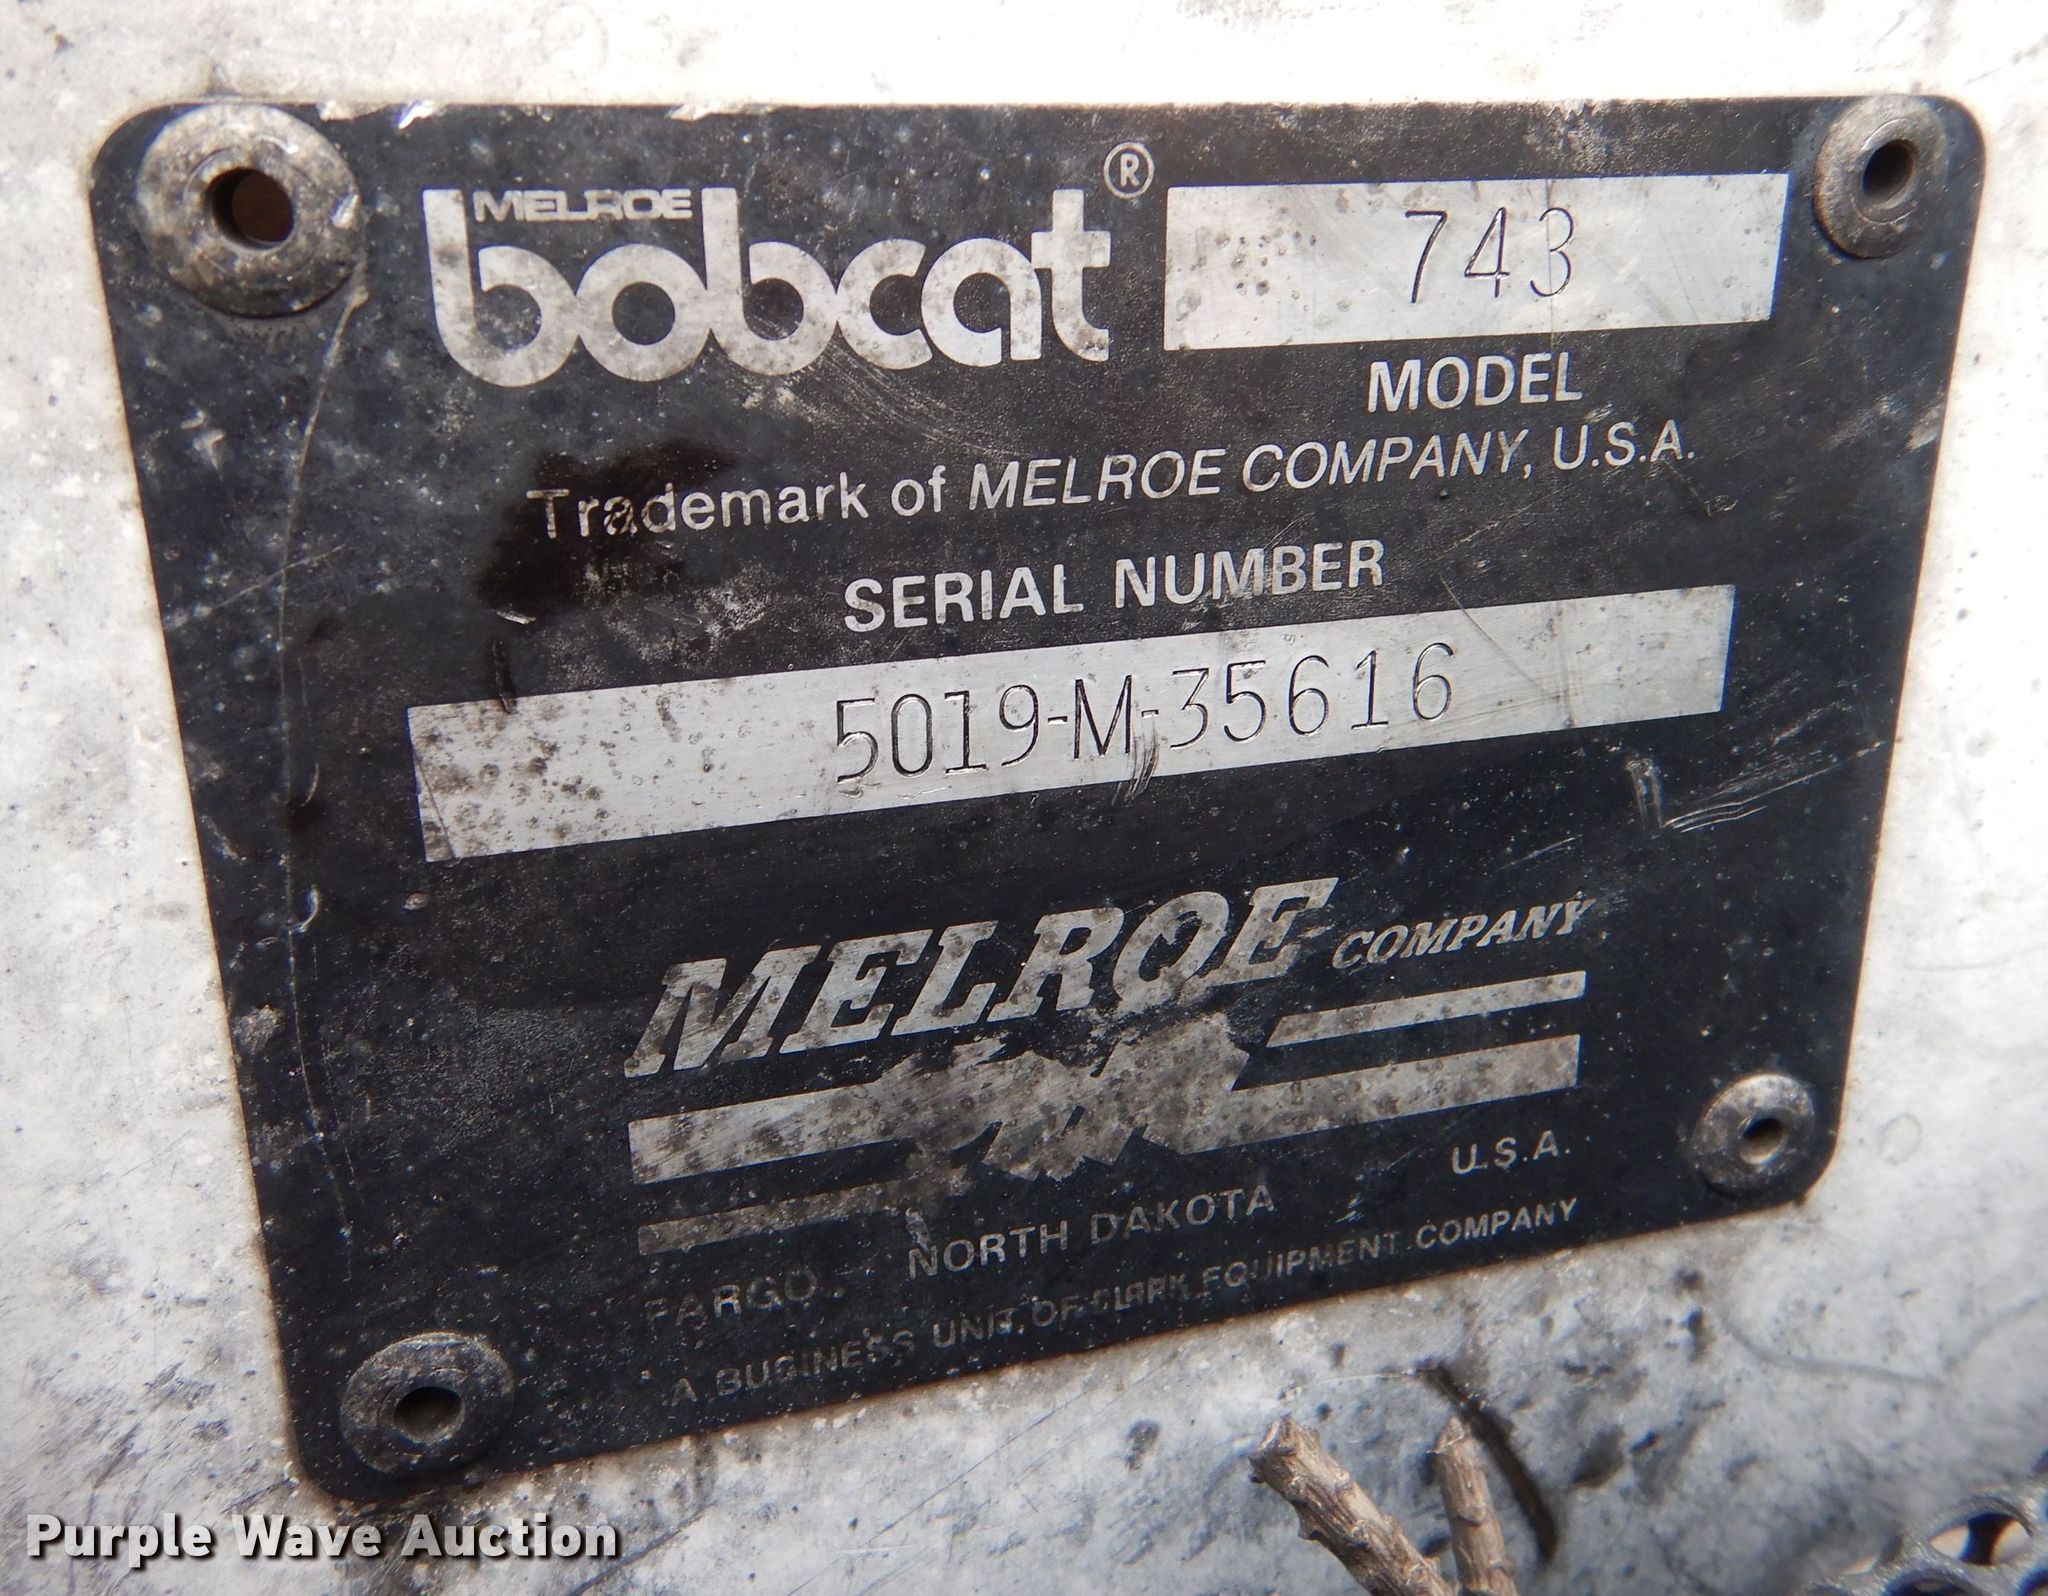 MELROE
bobcat®
743
MODEL
Trademark of MELROE COMPANY, U.S.A.
SERIAL NUMBER
5019-M-35616
MELROE COMPANY
FARGO, NORTH DAKOTA U.S.A.
A BUSINESS UNIT OF CLARK EQUIPMENT COMPANY
Purple Wave Auction